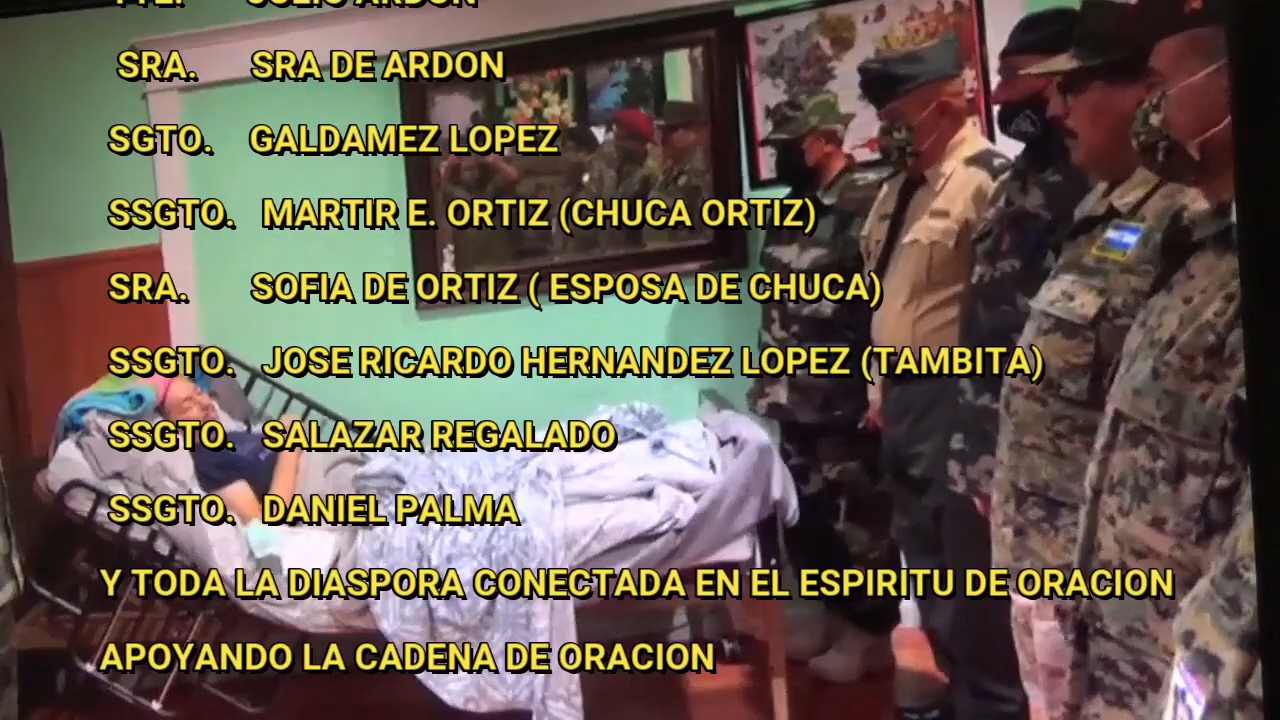 JULIO ARDON
SRA. SRA DE ARDON
SGTO. GALDAMEZ LOPEZ
SSGTO. MARTIR E. ORTIZ (CHUCA ORTIZ)
SRA. SOFIA DE ORTIZ ( ESPOSA DE CHUCA)
SSGTO. JOSE RICARDO HERNANDEZ LOPEZ (TAMBITA)
SSGTO. SALAZAR REGALADO
SSGTO. DANIEL PALMA
Y TODA LA DIASPORA CONECTADA EN EL ESPIRITU DE ORACION
APOYANDO LA CADENA DE ORACION